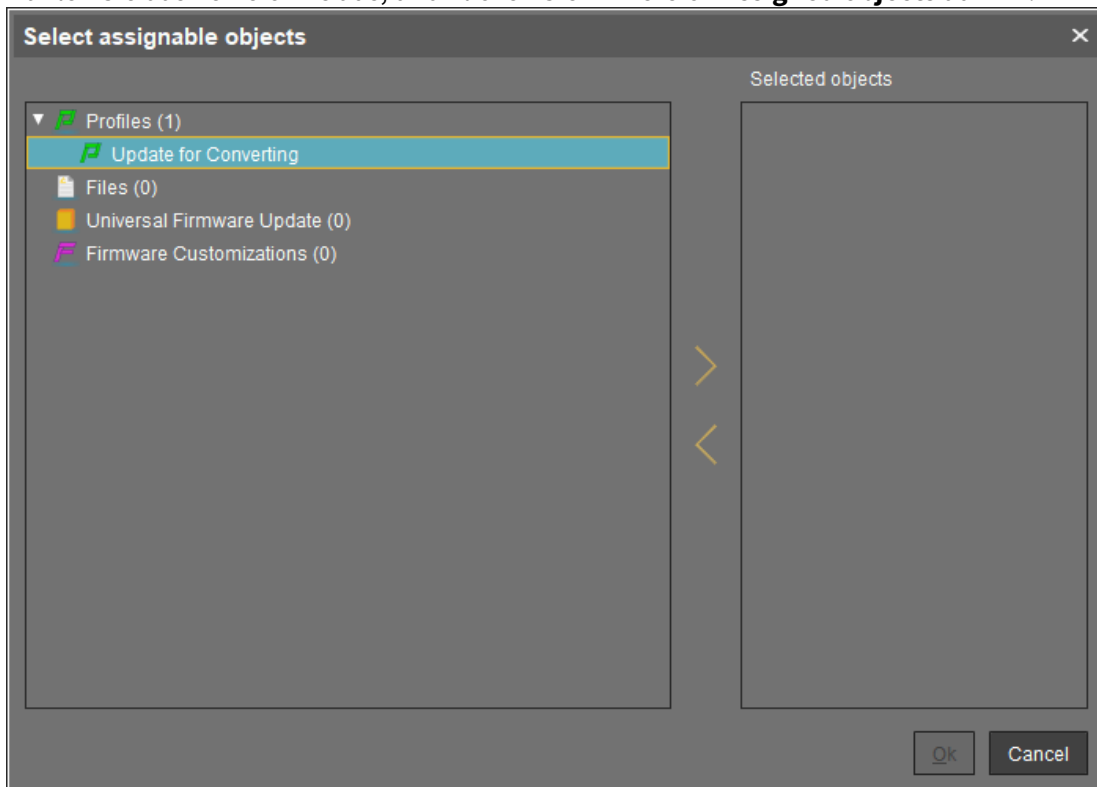 Select assignable objects
Selected objects
Profiles (1)
Update for Converting
Files (0)
Universal Firmware Update (0)
Firmware Customizations (0)
Ok
Cancel